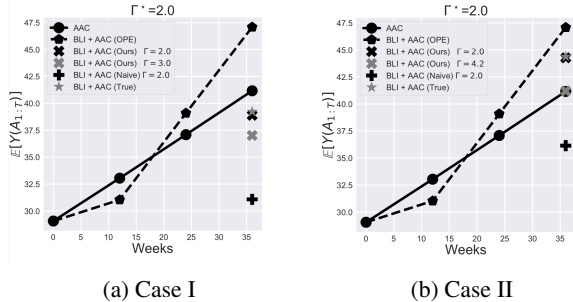 Γ*=2.0
47.5
45.0
42.5
40.0
37.5
35.0
32.5
30.0
𝔼[Y(A₁:T)]
AAC
BLI + AAC (OPE)
BLI + AAC (Ours) Γ = 2.0
BLI + AAC (Ours) Γ = 3.0
BLI + AAC (Naive) Γ = 2.0
BLI + AAC (True)
0 5 10 15 20 25 30 35
Weeks
(a) Case I
Γ*=2.0
47.5
45.0
42.5
40.0
37.5
35.0
32.5
30.0
𝔼[Y(A₁:T)]
AAC
BLI + AAC (OPE)
BLI + AAC (Ours) Γ = 2.0
BLI + AAC (Ours) Γ = 4.2
BLI + AAC (Naive) Γ = 2.0
BLI + AAC (True)
0 5 10 15 20 25 30 35
Weeks
(b) Case II